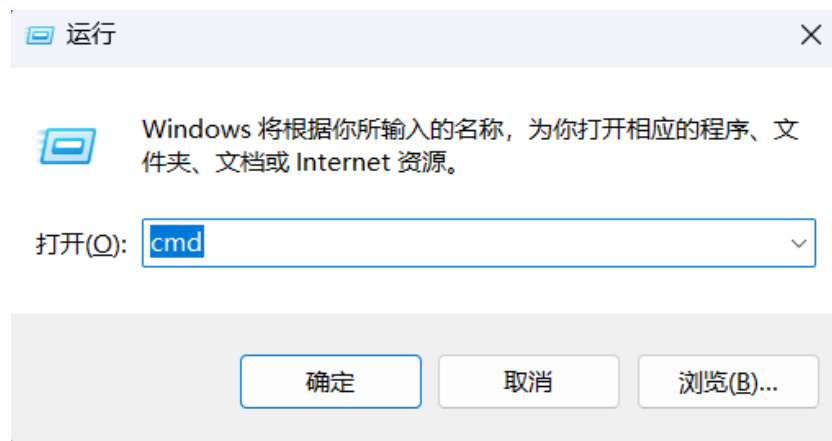 运行
Windows 将根据你所输入的名称，为你打开相应的程序、文
件夹、文档或 Internet 资源。
打开(O): cmd
确定 取消 浏览(B)...